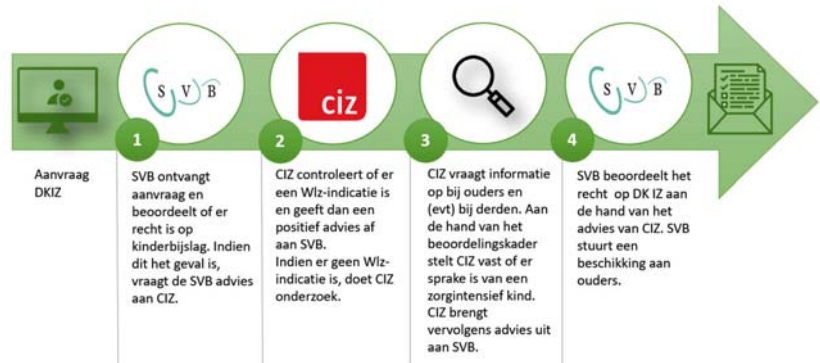 S V B
ciz
S V B
1
2
3
4
Aanvraag
DKIZ
SVB ontvangt
aanvraag en
beoordeelt of er
recht is op
kinderbijslag. Indien
dit het geval is,
vraagt de SVB advies
aan CIZ.
CIZ controleert of er
een Wlz-indicatie is
en geeft dan een
positief advies af
aan SVB.
Indien er geen Wlz-
indicatie is, doet CIZ
onderzoek.
CIZ vraagt informatie
op bij ouders en
(evt) bij derden. Aan
de hand van het
beoordelingskader
stelt CIZ vast of er
sprake is van een
zorgintensief kind.
CIZ brengt
vervolgens advies uit
aan SVB.
SVB beoordeelt het
recht op DK IZ aan
de hand van het
advies van CIZ. SVB
stuurt een
beschikking aan
ouders.